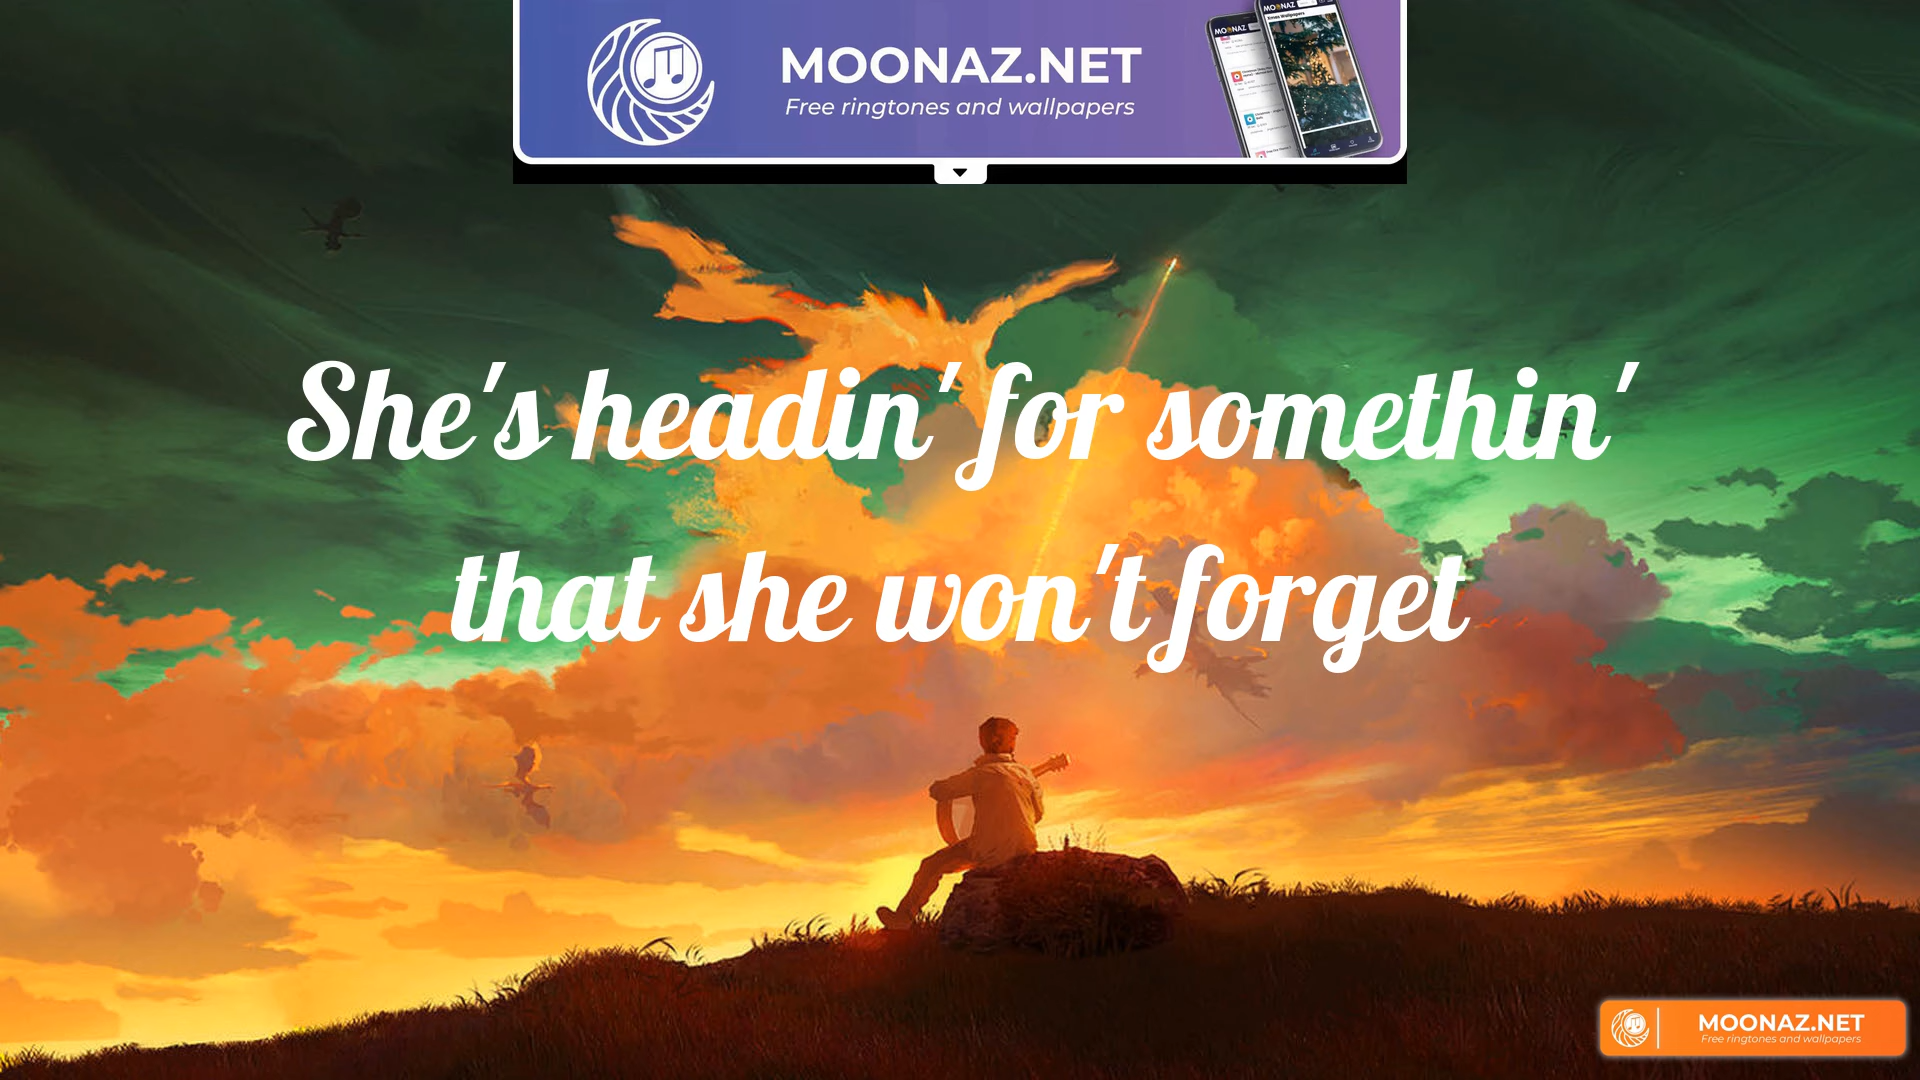 MOONAZ.NET
Free ringtones and wallpapers
She's headin' for somethin'
that she won't forget
MOONAZ.NET
Free ringtones and wallpapers